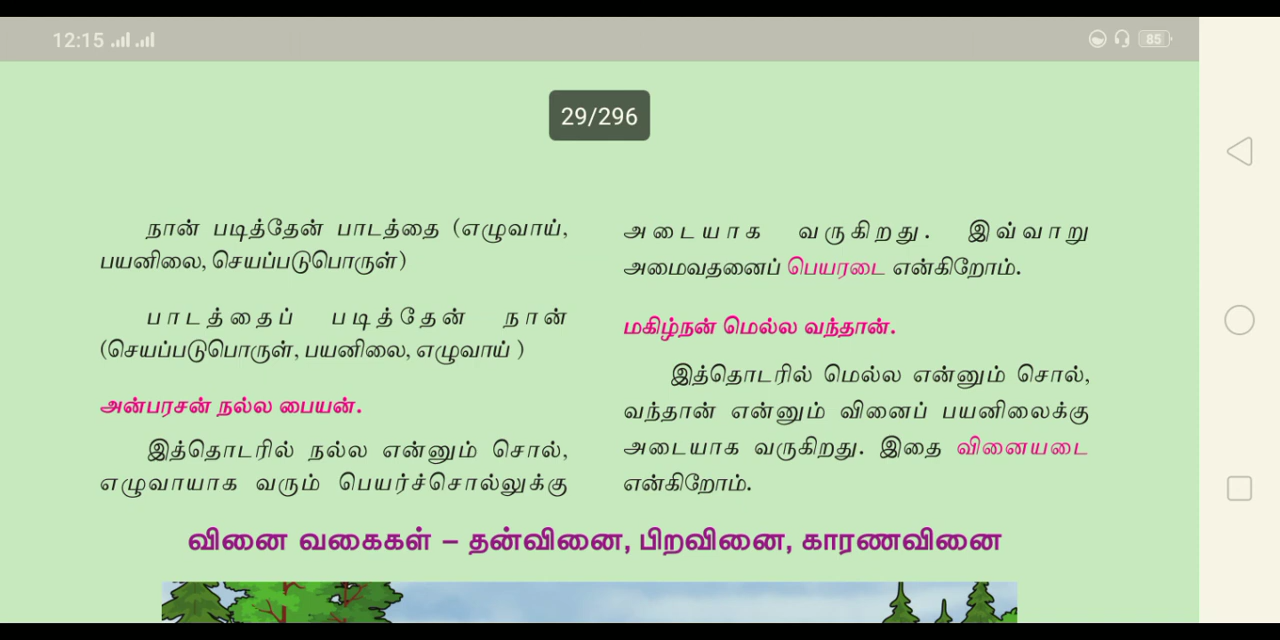 12:15
85
29/296
நான் படித்தேன் பாடத்தை (எழுவாய்,
பயனிலை, செயப்படுபொருள்)
பாடத்தைப் படித்தேன் நான்
(செயப்படுபொருள், பயனிலை, எழுவாய் )
அன்பரசன் நல்ல பையன்.
இத்தொடரில் நல்ல என்னும் சொல்,
எழுவாயாக வரும் பெயர்ச்சொல்லுக்கு
அடையாக வருகிறது. இவ்வாறு
அமைவதனைப் பெயரடை என்கிறோம்.
மகிழ்நன் மெல்ல வந்தான்.
இத்தொடரில் மெல்ல என்னும் சொல்,
வந்தான் என்னும் வினைப் பயனிலைக்கு
அடையாக வருகிறது. இதை வினையடை
என்கிறோம்.
வினை வகைகள் – தன்வினை, பிறவினை, காரணவினை